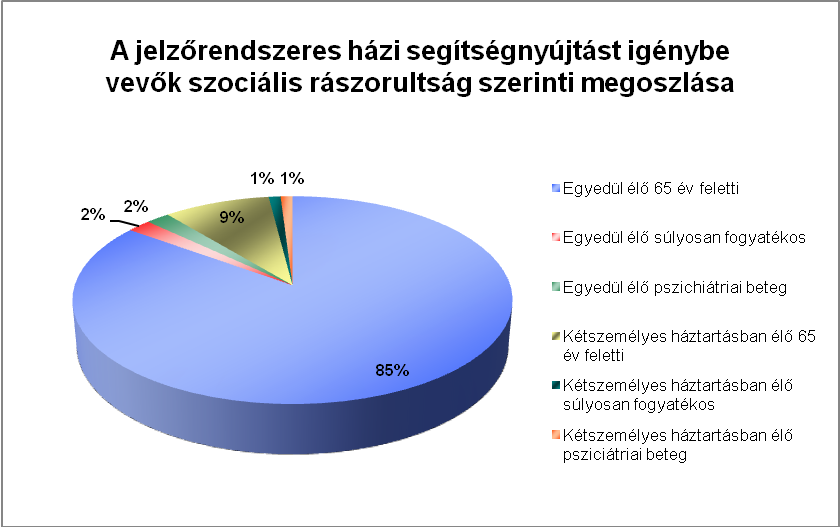 A jelzőrendszeres házi segítségnyújtást igénybe
vevők szociális rászorultság szerinti megoszlása
1%
1%
2%
2%
9%
85%
Egyedül élő 65 év feletti
Egyedül élő súlyosan fogyatékos
Egyedül élő pszichiátriai beteg
Kétszemélyes háztartásban élő 65
év feletti
Kétszemélyes háztartásban élő
súlyosan fogyatékos
Kétszemélyes háztartásban élő
psziciátriai beteg